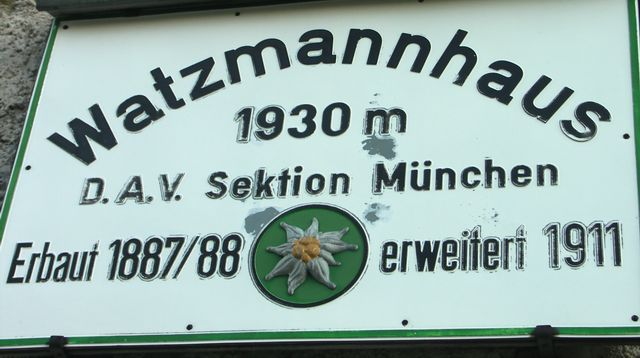 Watzmannhaus
1930 m
D.A.V. Sektion München
Erbaut 1887/88 erweitert 1911